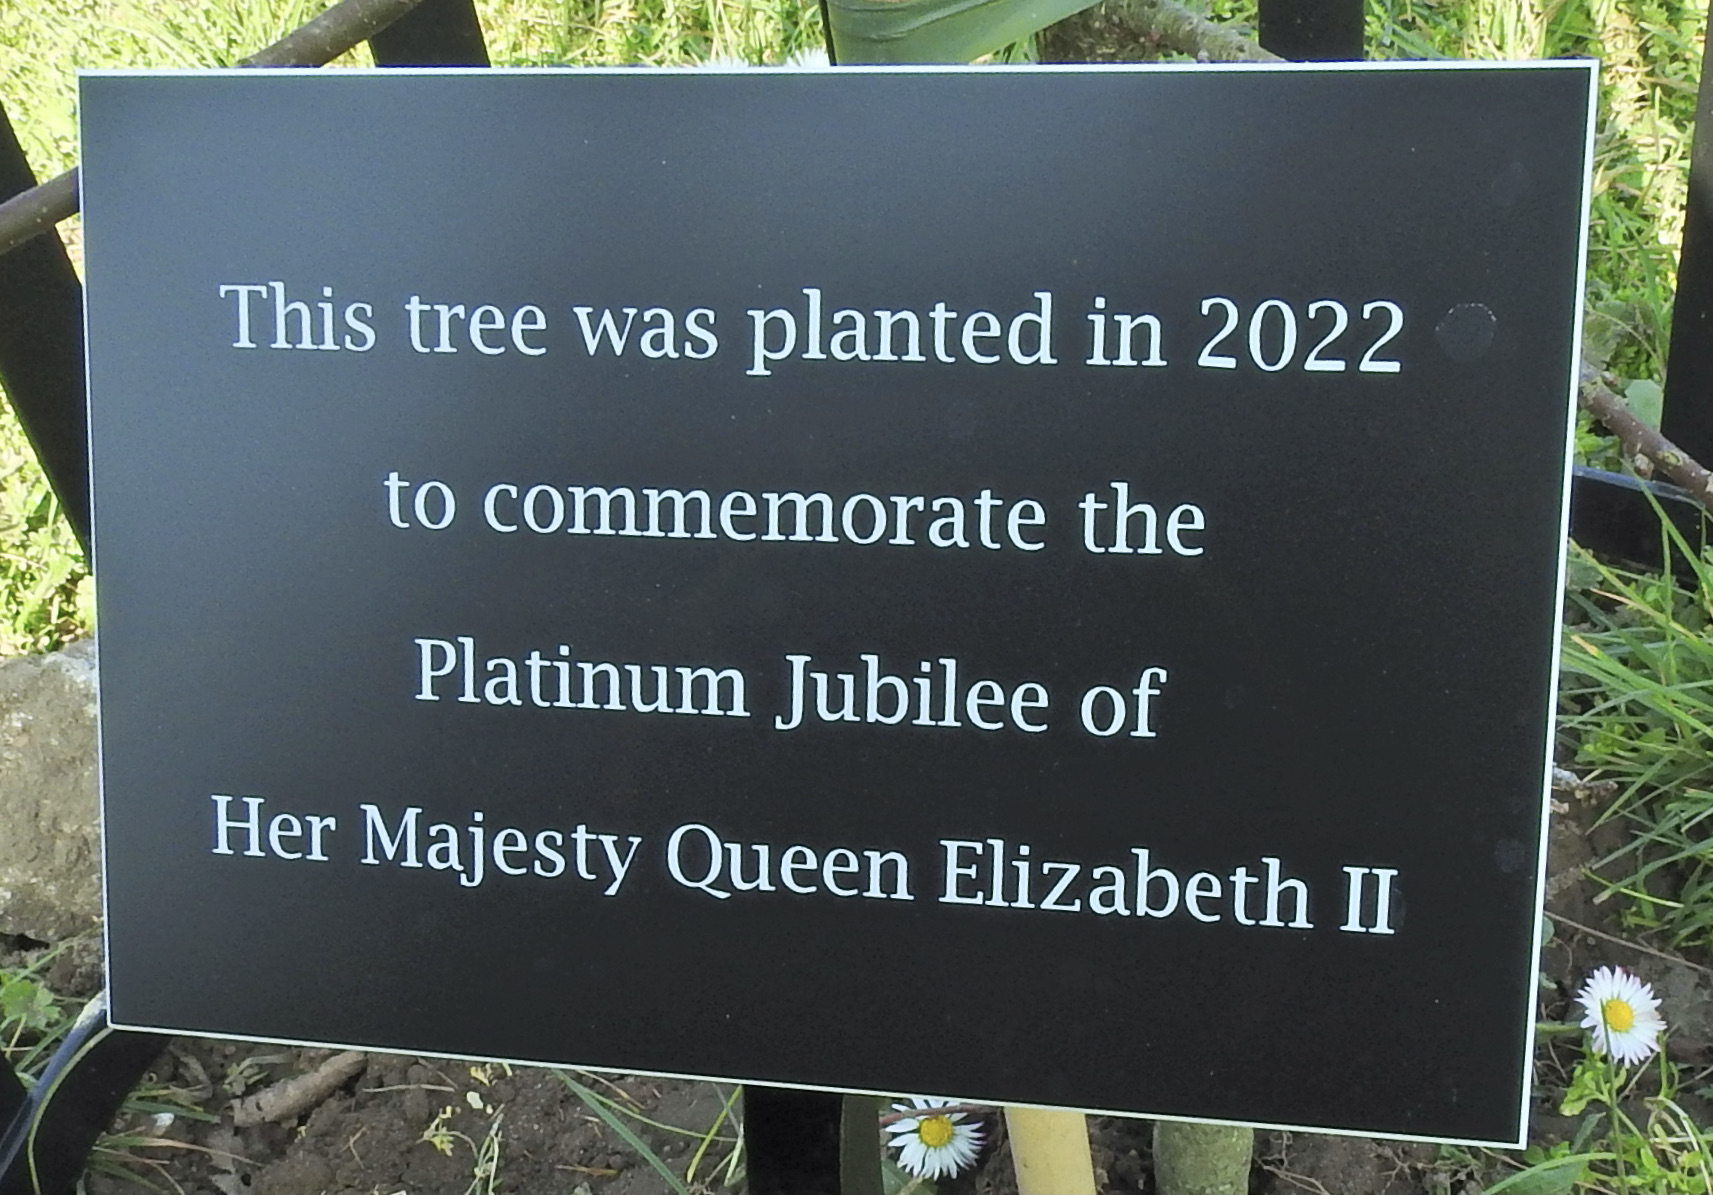 This tree was planted in 2022
to commemorate the
Platinum Jubilee of
Her Majesty Queen Elizabeth II